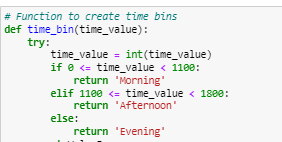 # Function to create time bins
def time_bin(time_value):
    try:
        time_value = int(time_value)
        if 0 <= time_value < 1100:
            return 'Morning'
        elif 1100 <= time_value < 1800:
            return 'Afternoon'
        else:
            return 'Evening'